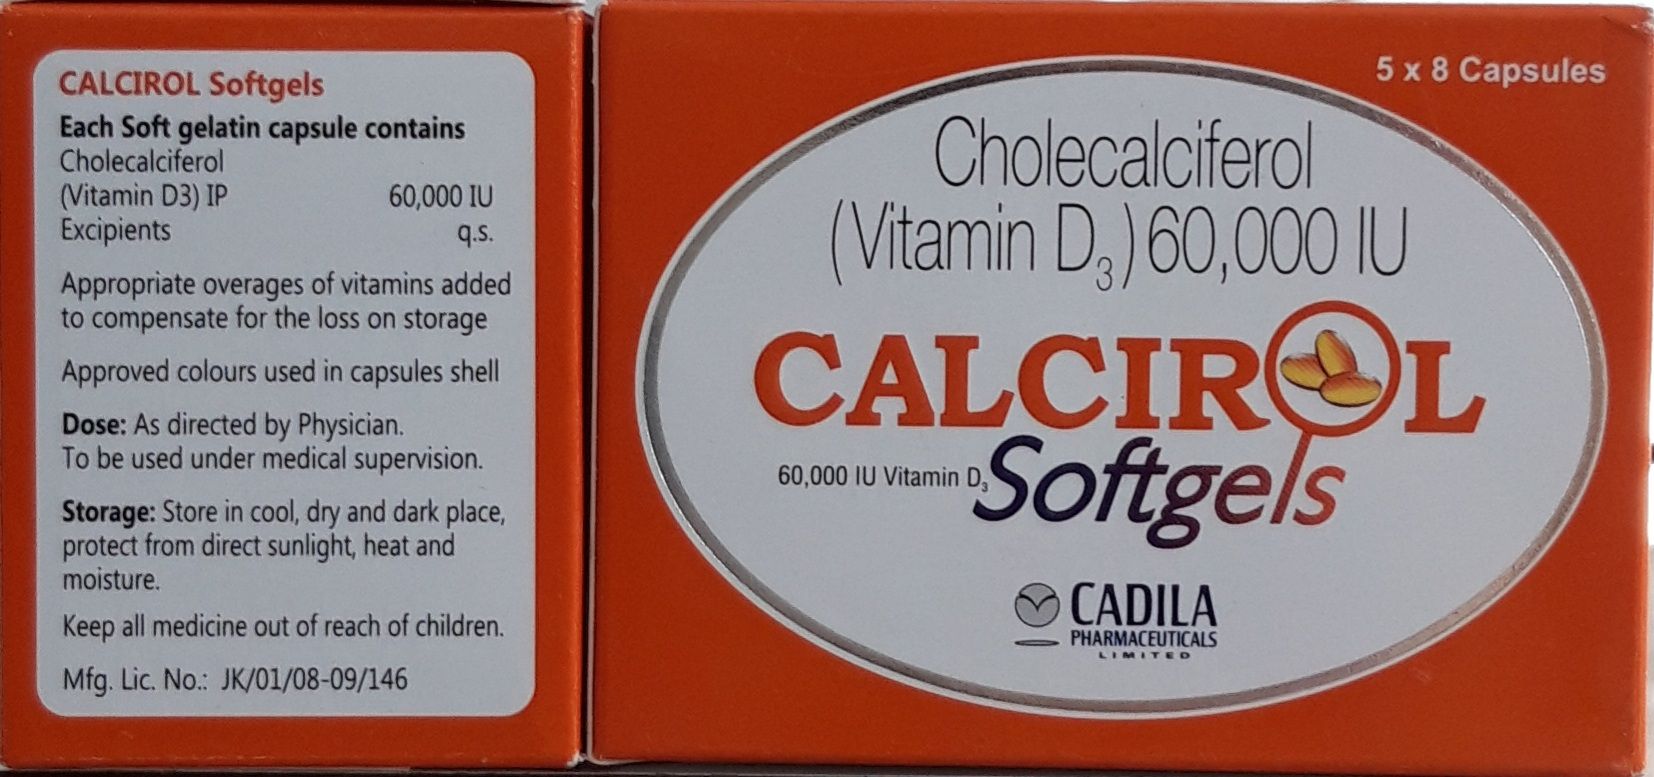 CALCIROL Softgels
Each Soft gelatin capsule contains
Cholecalciferol
(Vitamin D3) IP 60,000 IU
Excipients q.s.
Appropriate overages of vitamins added
to compensate for the loss on storage
Approved colours used in capsules shell
Dose: As directed by Physician.
To be used under medical supervision.
Storage: Store in cool, dry and dark place,
protect from direct sunlight, heat and
moisture.
Keep all medicine out of reach of children.
Mfg. Lic. No.: JK/01/08-09/146
5 x 8 Capsules
Cholecalciferol
(Vitamin D₃) 60,000 IU
CALCIROL
60,000 IU Vitamin D₃ Softgels
CADILA
PHARMACEUTICALS
LIMITED